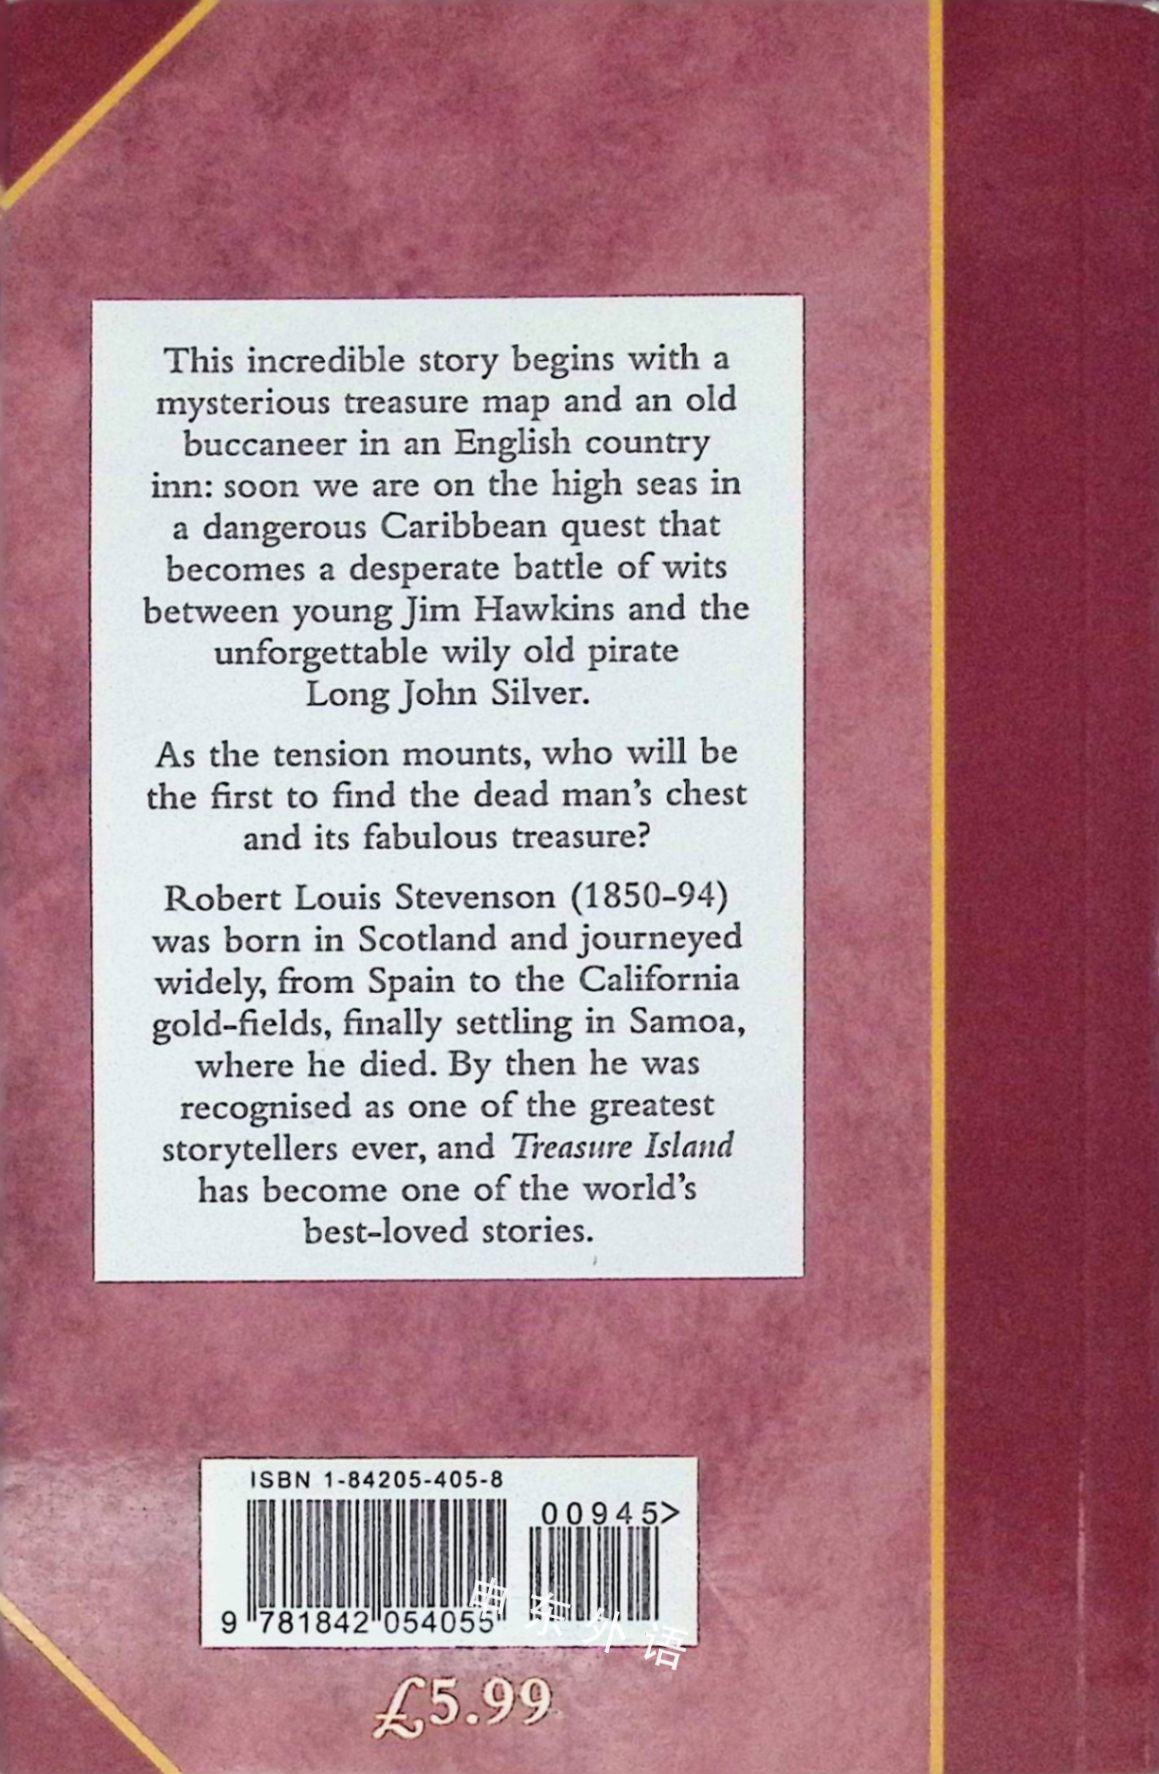 This incredible story begins with a
mysterious treasure map and an old
buccaneer in an English country
inn: soon we are on the high seas in
a dangerous Caribbean quest that
becomes a desperate battle of wits
between young Jim Hawkins and the
unforgettable wily old pirate
Long John Silver.
As the tension mounts, who will be
the first to find the dead man's chest
and its fabulous treasure?
Robert Louis Stevenson (1850-94)
was born in Scotland and journeyed
widely, from Spain to the California
gold-fields, finally settling in Samoa,
where he died. By then he was
recognised as one of the greatest
storytellers ever, and Treasure Island
has become one of the world's
best-loved stories.
ISBN 1-84205-405-8
00945>
9 781842 054055
申东外语
£5.99